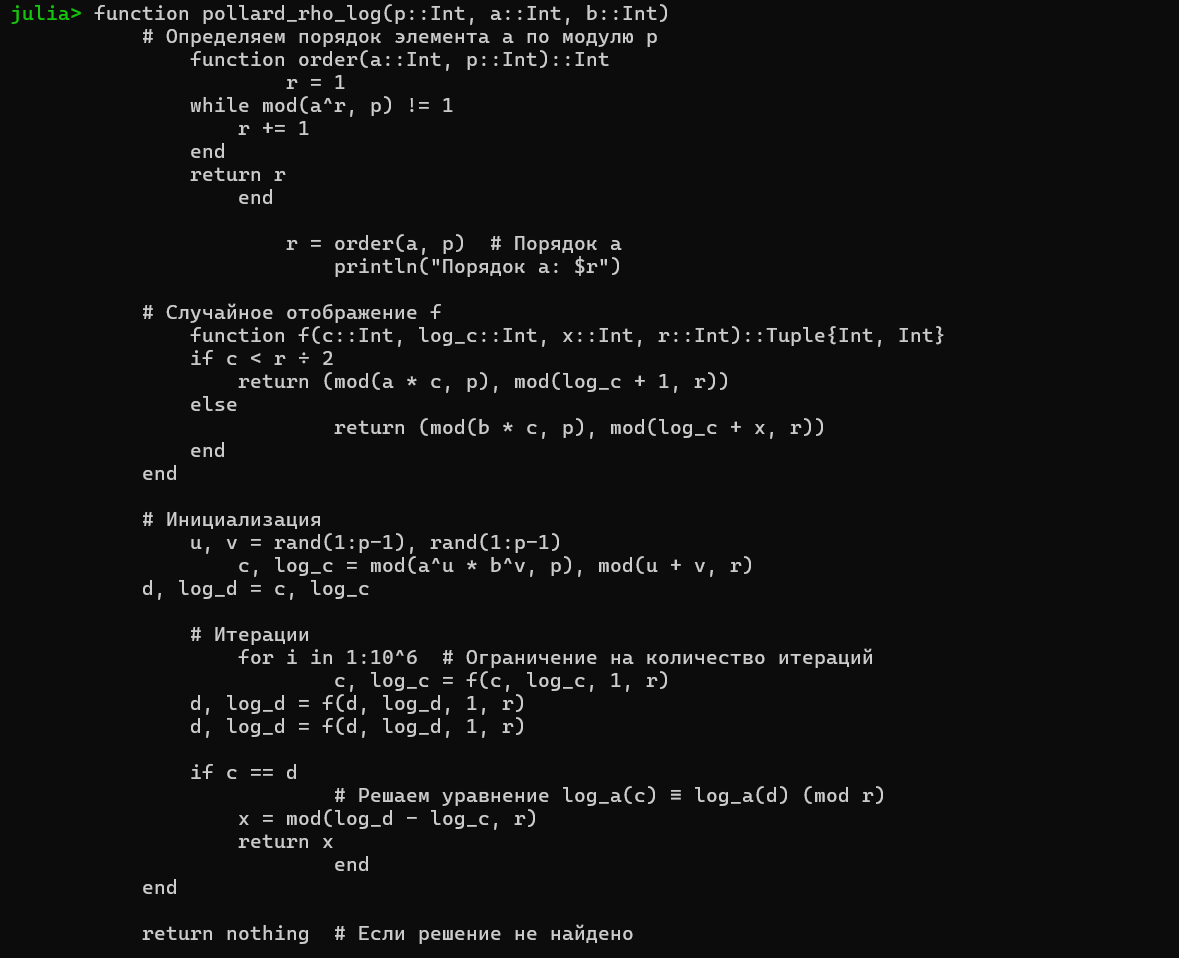 julia> function pollard_rho_log(p::Int, a::Int, b::Int)
# Определяем порядок элемента a по модулю p
function order(a::Int, p::Int)::Int
r = 1
while mod(a^r, p) != 1
r += 1
end
return r
end
r = order(a, p)  # Порядок a
println("Порядок a: $r")
# Случайное отображение f
function f(c::Int, log_c::Int, x::Int, r::Int)::Tuple{Int, Int}
if c < r ÷ 2
return (mod(a * c, p), mod(log_c + 1, r))
else
return (mod(b * c, p), mod(log_c + x, r))
end
end
# Инициализация
u, v = rand(1:p-1), rand(1:p-1)
c, log_c = mod(a^u * b^v, p), mod(u + v, r)
d, log_d = c, log_c
# Итерации
for i in 1:10^6  # Ограничение на количество итераций
c, log_c = f(c, log_c, 1, r)
d, log_d = f(d, log_d, 1, r)
d, log_d = f(d, log_d, 1, r)
if c == d
# Решаем уравнение log_a(c) ≡ log_a(d) (mod r)
x = mod(log_d - log_c, r)
return x
end
end
return nothing  # Если решение не найдено